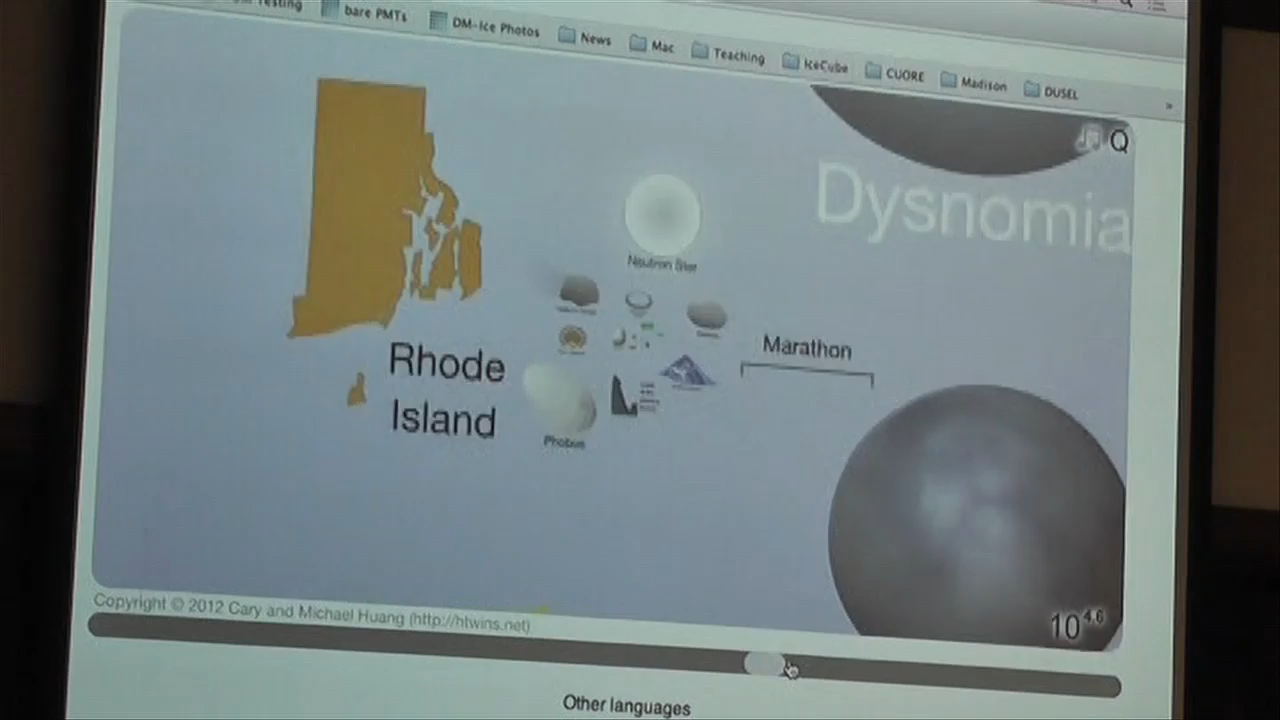 Testing
bare PMTs
DM-Ice Photos
News
Mac
Teaching
IceCube
CUORE
Madison
DUSEL
»
Q
Dysnomia
Neutron Star
Marathon
Rhode
Island
Phobos
10^4.6
Copyright © 2012 Cary and Michael Huang (http://htwins.net)
Other languages